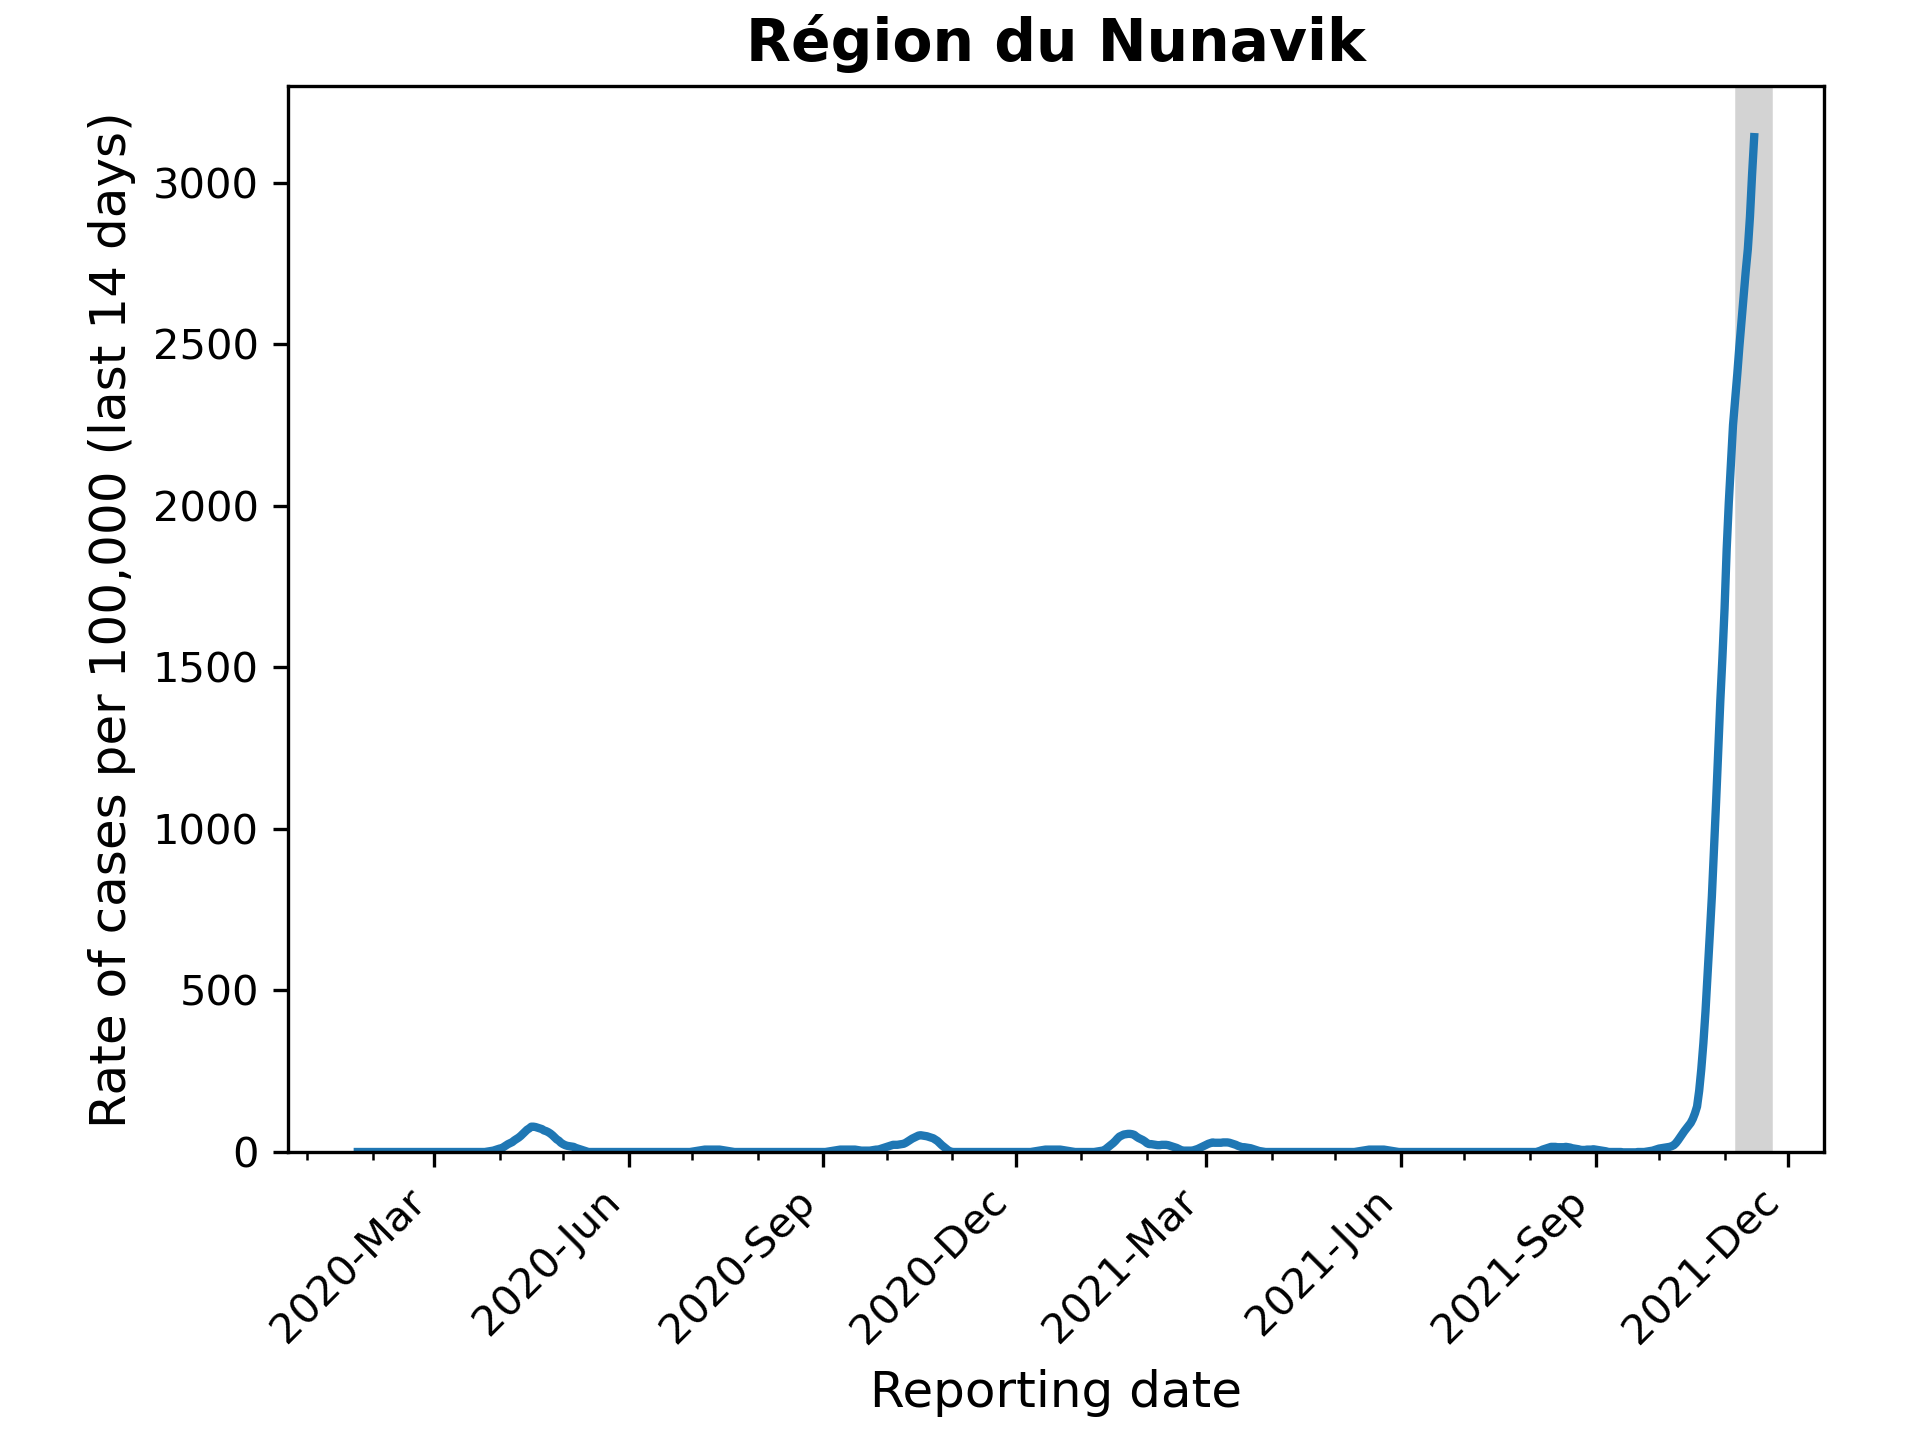 Région du Nunavik
Rate of cases per 100,000 (last 14 days)
3000
2500
2000
1500
1000
500
0
2020-Mar
2020-Jun
2020-Sep
2020-Dec
2021-Mar
2021-Jun
2021-Sep
2021-Dec
Reporting date